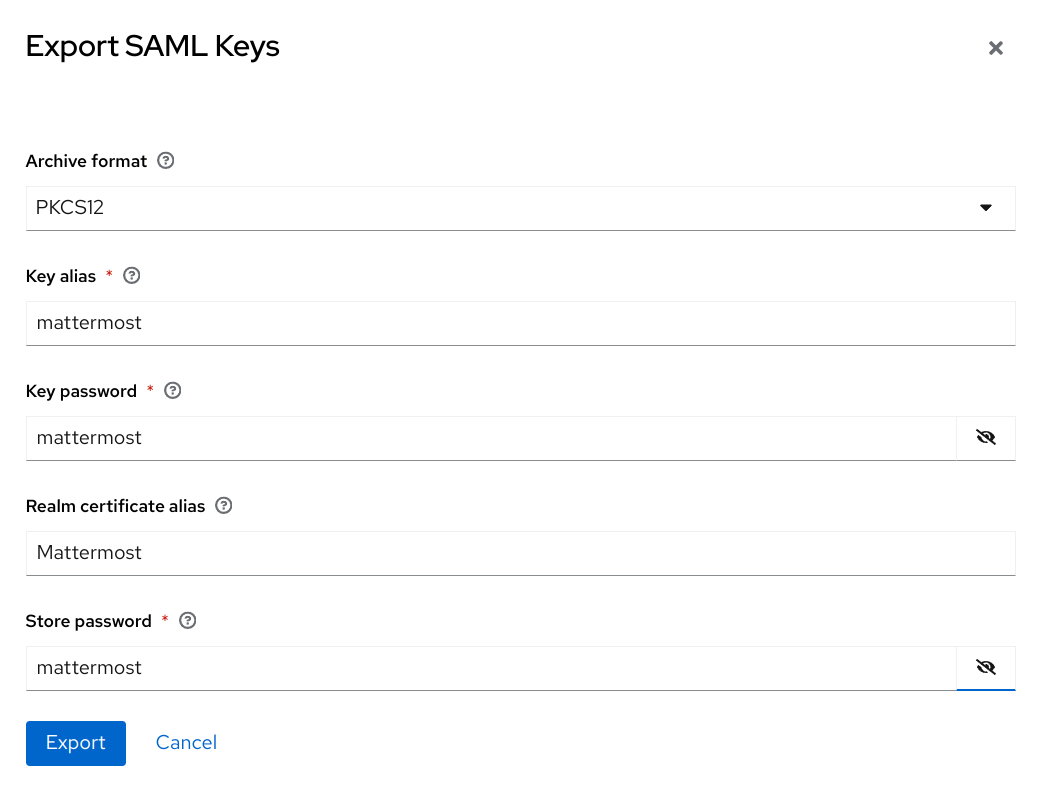 Export SAML Keys
Archive format
PKCS12
Key alias *
mattermost
Key password *
mattermost
Realm certificate alias
Mattermost
Store password *
mattermost
Export Cancel